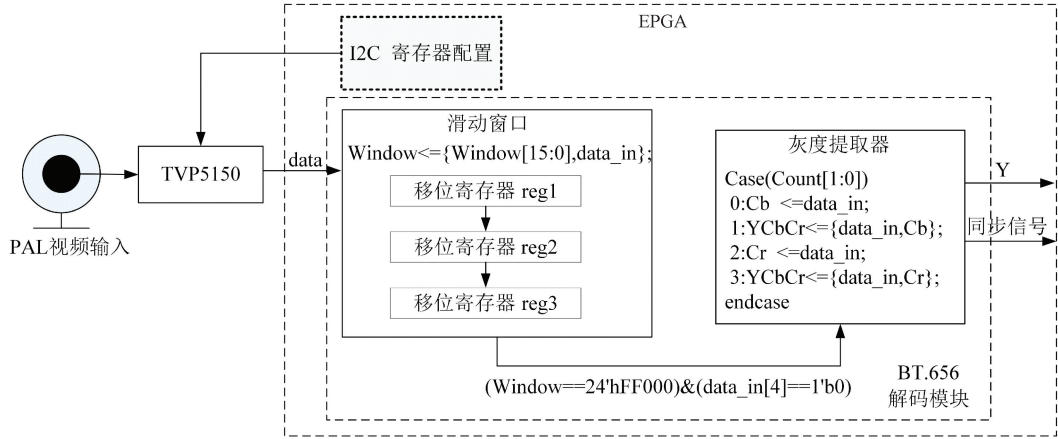 EPGA
I2C 寄存器配置
滑动窗口
Window<={Window[15:0],data_in};
移位寄存器 reg1
移位寄存器 reg2
移位寄存器 reg3
灰度提取器
Case(Count[1:0])
0:Cb <=data_in;
1:YCbCr<={data_in,Cb};
2:Cr <=data_in;
3:YCbCr<={data_in,Cr};
endcase
TVP5150
data
PAL视频输入
Y
同步信号
(Window==24'hFF000)&(data_in[4]==1'b0)
BT.656
解码模块